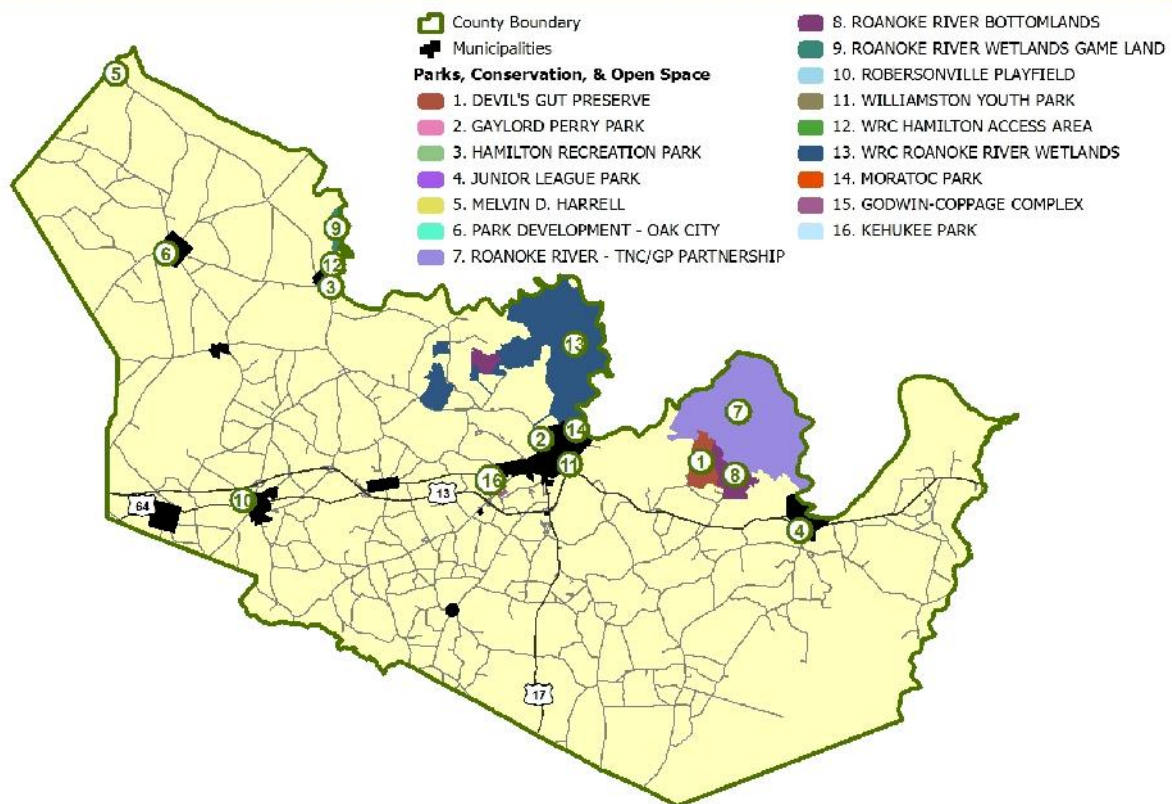 County Boundary
Municipalities
Parks, Conservation, & Open Space
1. DEVIL'S GUT PRESERVE
2. GAYLORD PERRY PARK
3. HAMILTON RECREATION PARK
4. JUNIOR LEAGUE PARK
5. MELVIN D. HARRELL
6. PARK DEVELOPMENT - OAK CITY
7. ROANOKE RIVER - TNC/GP PARTNERSHIP
8. ROANOKE RIVER BOTTOMLANDS
9. ROANOKE RIVER WETLANDS GAME LAND
10. ROBERSONVILLE PLAYFIELD
11. WILLIAMSTON YOUTH PARK
12. WRC HAMILTON ACCESS AREA
13. WRC ROANOKE RIVER WETLANDS
14. MORATOC PARK
15. GODWIN-COPPAGE COMPLEX
16. KEHUKEE PARK
5
9
6
12
3
13
7
14
2
1
11
8
16
13
10
64
4
17